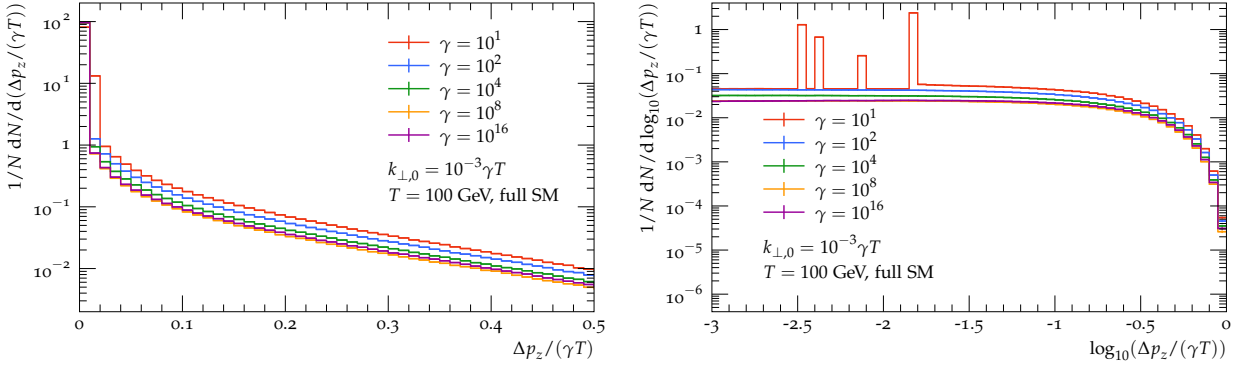 1/N dN/d(Δp_z/(γT))
10^2
10^1
1
10^−1
10^−2
0
0.1
0.2
0.3
0.4
0.5
Δp_z/(γT)
γ = 10^1
γ = 10^2
γ = 10^4
γ = 10^8
γ = 10^16
k_⊥,0 = 10^−3 γT
T = 100 GeV, full SM
1/N dN/d log_10(Δp_z/(γT))
1
10^−1
10^−2
10^−3
10^−4
10^−5
10^−6
-3
-2.5
-2
-1.5
-1
-0.5
0
log_10(Δp_z/(γT))
γ = 10^1
γ = 10^2
γ = 10^4
γ = 10^8
γ = 10^16
k_⊥,0 = 10^−3 γT
T = 100 GeV, full SM